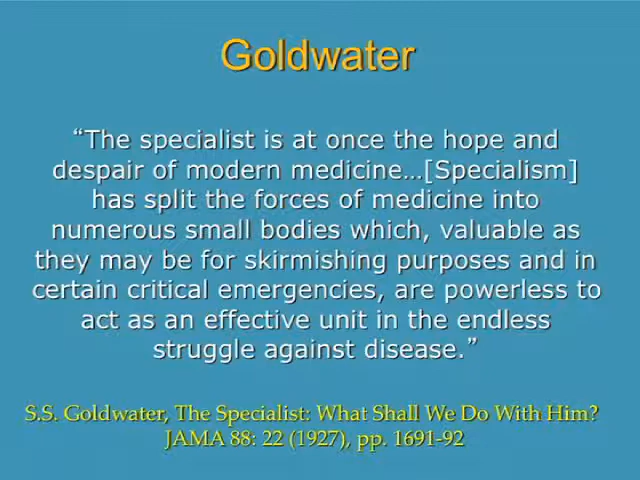 Goldwater
“The specialist is at once the hope and
despair of modern medicine…[Specialism]
has split the forces of medicine into
numerous small bodies which, valuable as
they may be for skirmishing purposes and in
certain critical emergencies, are powerless to
act as an effective unit in the endless
struggle against disease.”
S.S. Goldwater, The Specialist: What Shall We Do With Him?
JAMA 88: 22 (1927), pp. 1691-92